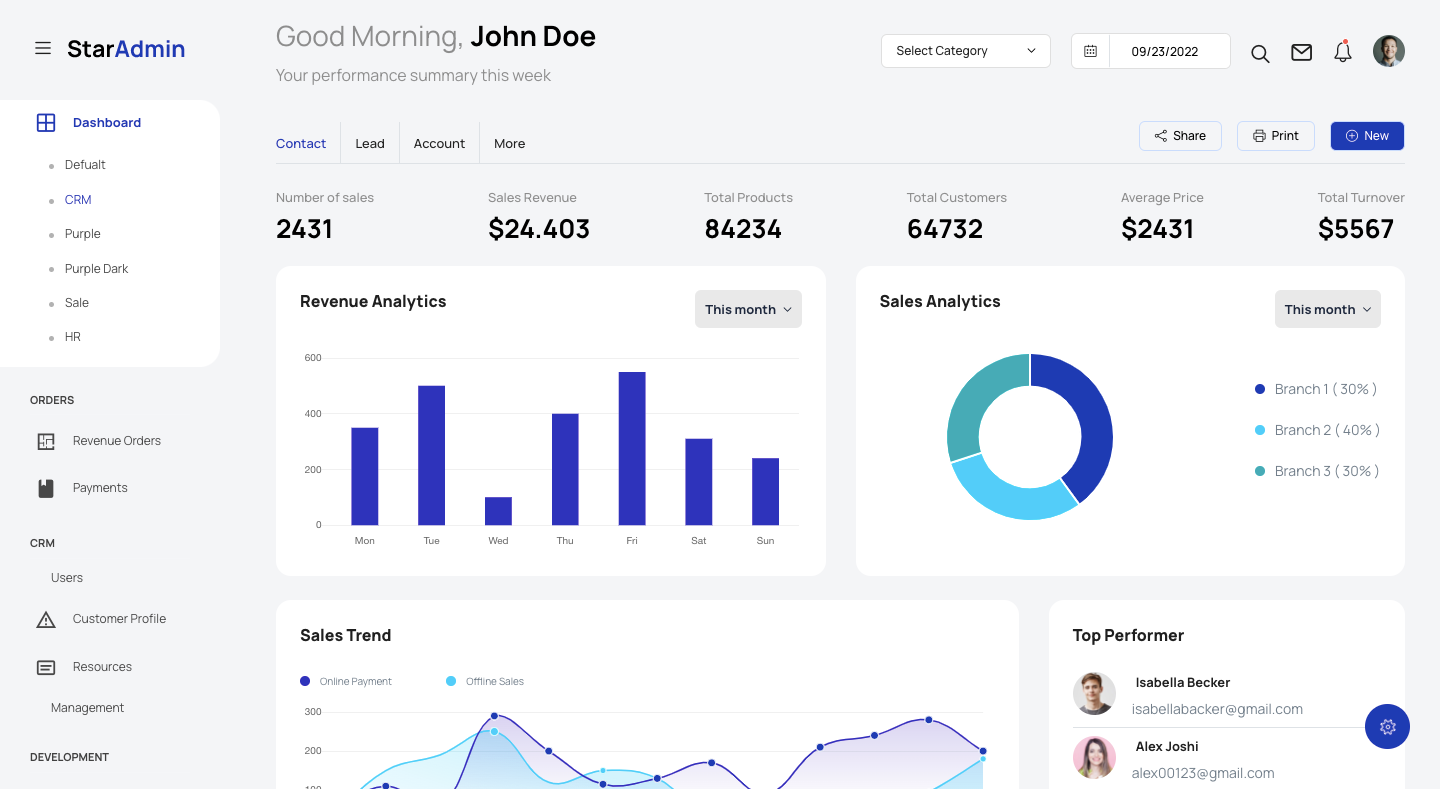 StarAdmin
Good Morning, John Doe
Your performance summary this week
Select Category
09/23/2022
Dashboard
Defualt
CRM
Purple
Purple Dark
Sale
HR
ORDERS
Revenue Orders
Payments
CRM
Users
Customer Profile
Resources
Management
DEVELOPMENT
Contact Lead Account More
Share Print New
Number of sales
2431
Sales Revenue
$24.403
Total Products
84234
Total Customers
64732
Average Price
$2431
Total Turnover
$5567
Revenue Analytics
This month
600
400
200
0
Mon Tue Wed Thu Fri Sat Sun
Sales Analytics
This month
Branch 1 ( 30% )
Branch 2 ( 40% )
Branch 3 ( 30% )
Sales Trend
Online Payment Offline Sales
300
200
100
Top Performer
Isabella Becker
isabellabacker@gmail.com
Alex Joshi
alex00123@gmail.com